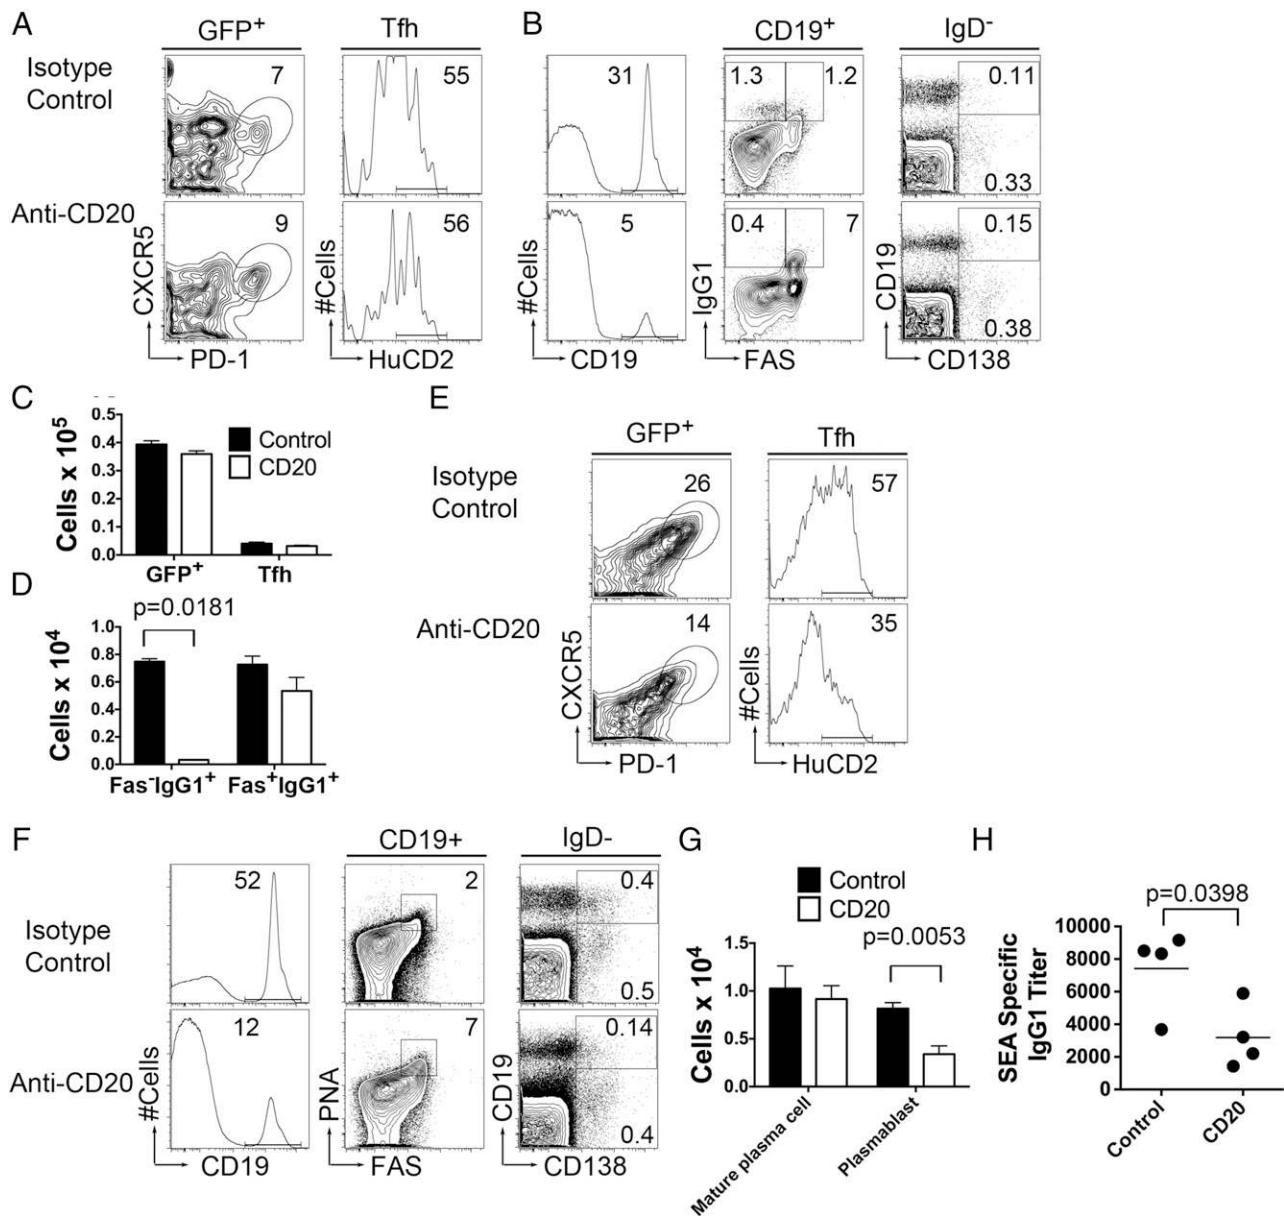 A
GFP⁺
Tfh
Isotype
Control
7
55
Anti-CD20
9
56
CXCR5
#Cells
PD-1
HuCD2
B
CD19⁺
IgD⁻
31
1.3
1.2
0.11
0.33
5
0.4
7
0.15
0.38
#Cells
IgG1
CD19
CD19
FAS
CD138
C
Cells x 10⁵
0.5
0.4
0.3
0.2
0.1
0.0
Control
CD20
GFP⁺
Tfh
D
p=0.0181
Cells x 10⁴
1.0
0.8
0.6
0.4
0.2
0.0
Fas⁻IgG1⁺
Fas⁺IgG1⁺
E
GFP⁺
Tfh
Isotype
Control
26
57
Anti-CD20
14
35
CXCR5
#Cells
PD-1
HuCD2
F
CD19+
IgD-
Isotype
Control
52
2
0.4
0.5
Anti-CD20
12
7
0.14
0.4
#Cells
PNA
CD19
CD19
FAS
CD138
G
Control
CD20
p=0.0053
Cells x 10⁴
1.5
1.0
0.5
0.0
Mature plasma cell
Plasmablast
H
p=0.0398
SEA Specific
IgG1 Titer
10000
8000
6000
4000
2000
0
Control
CD20